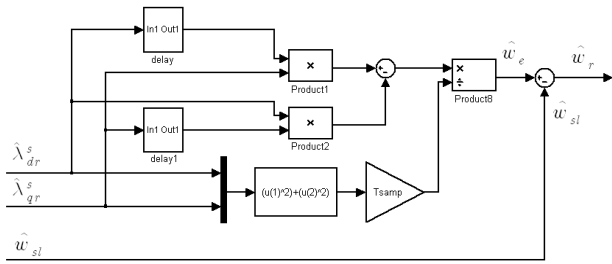 In1 Out1
delay
×
Product1
In1 Out1
delay1
×
Product2
+
-
×
÷
Product8
ŵ_e
+
-
ŵ_r
ŵ_sl
λ̂^s_dr
λ̂^s_qr
(u(1)^2)+(u(2)^2)
Tsamp
ŵ_sl